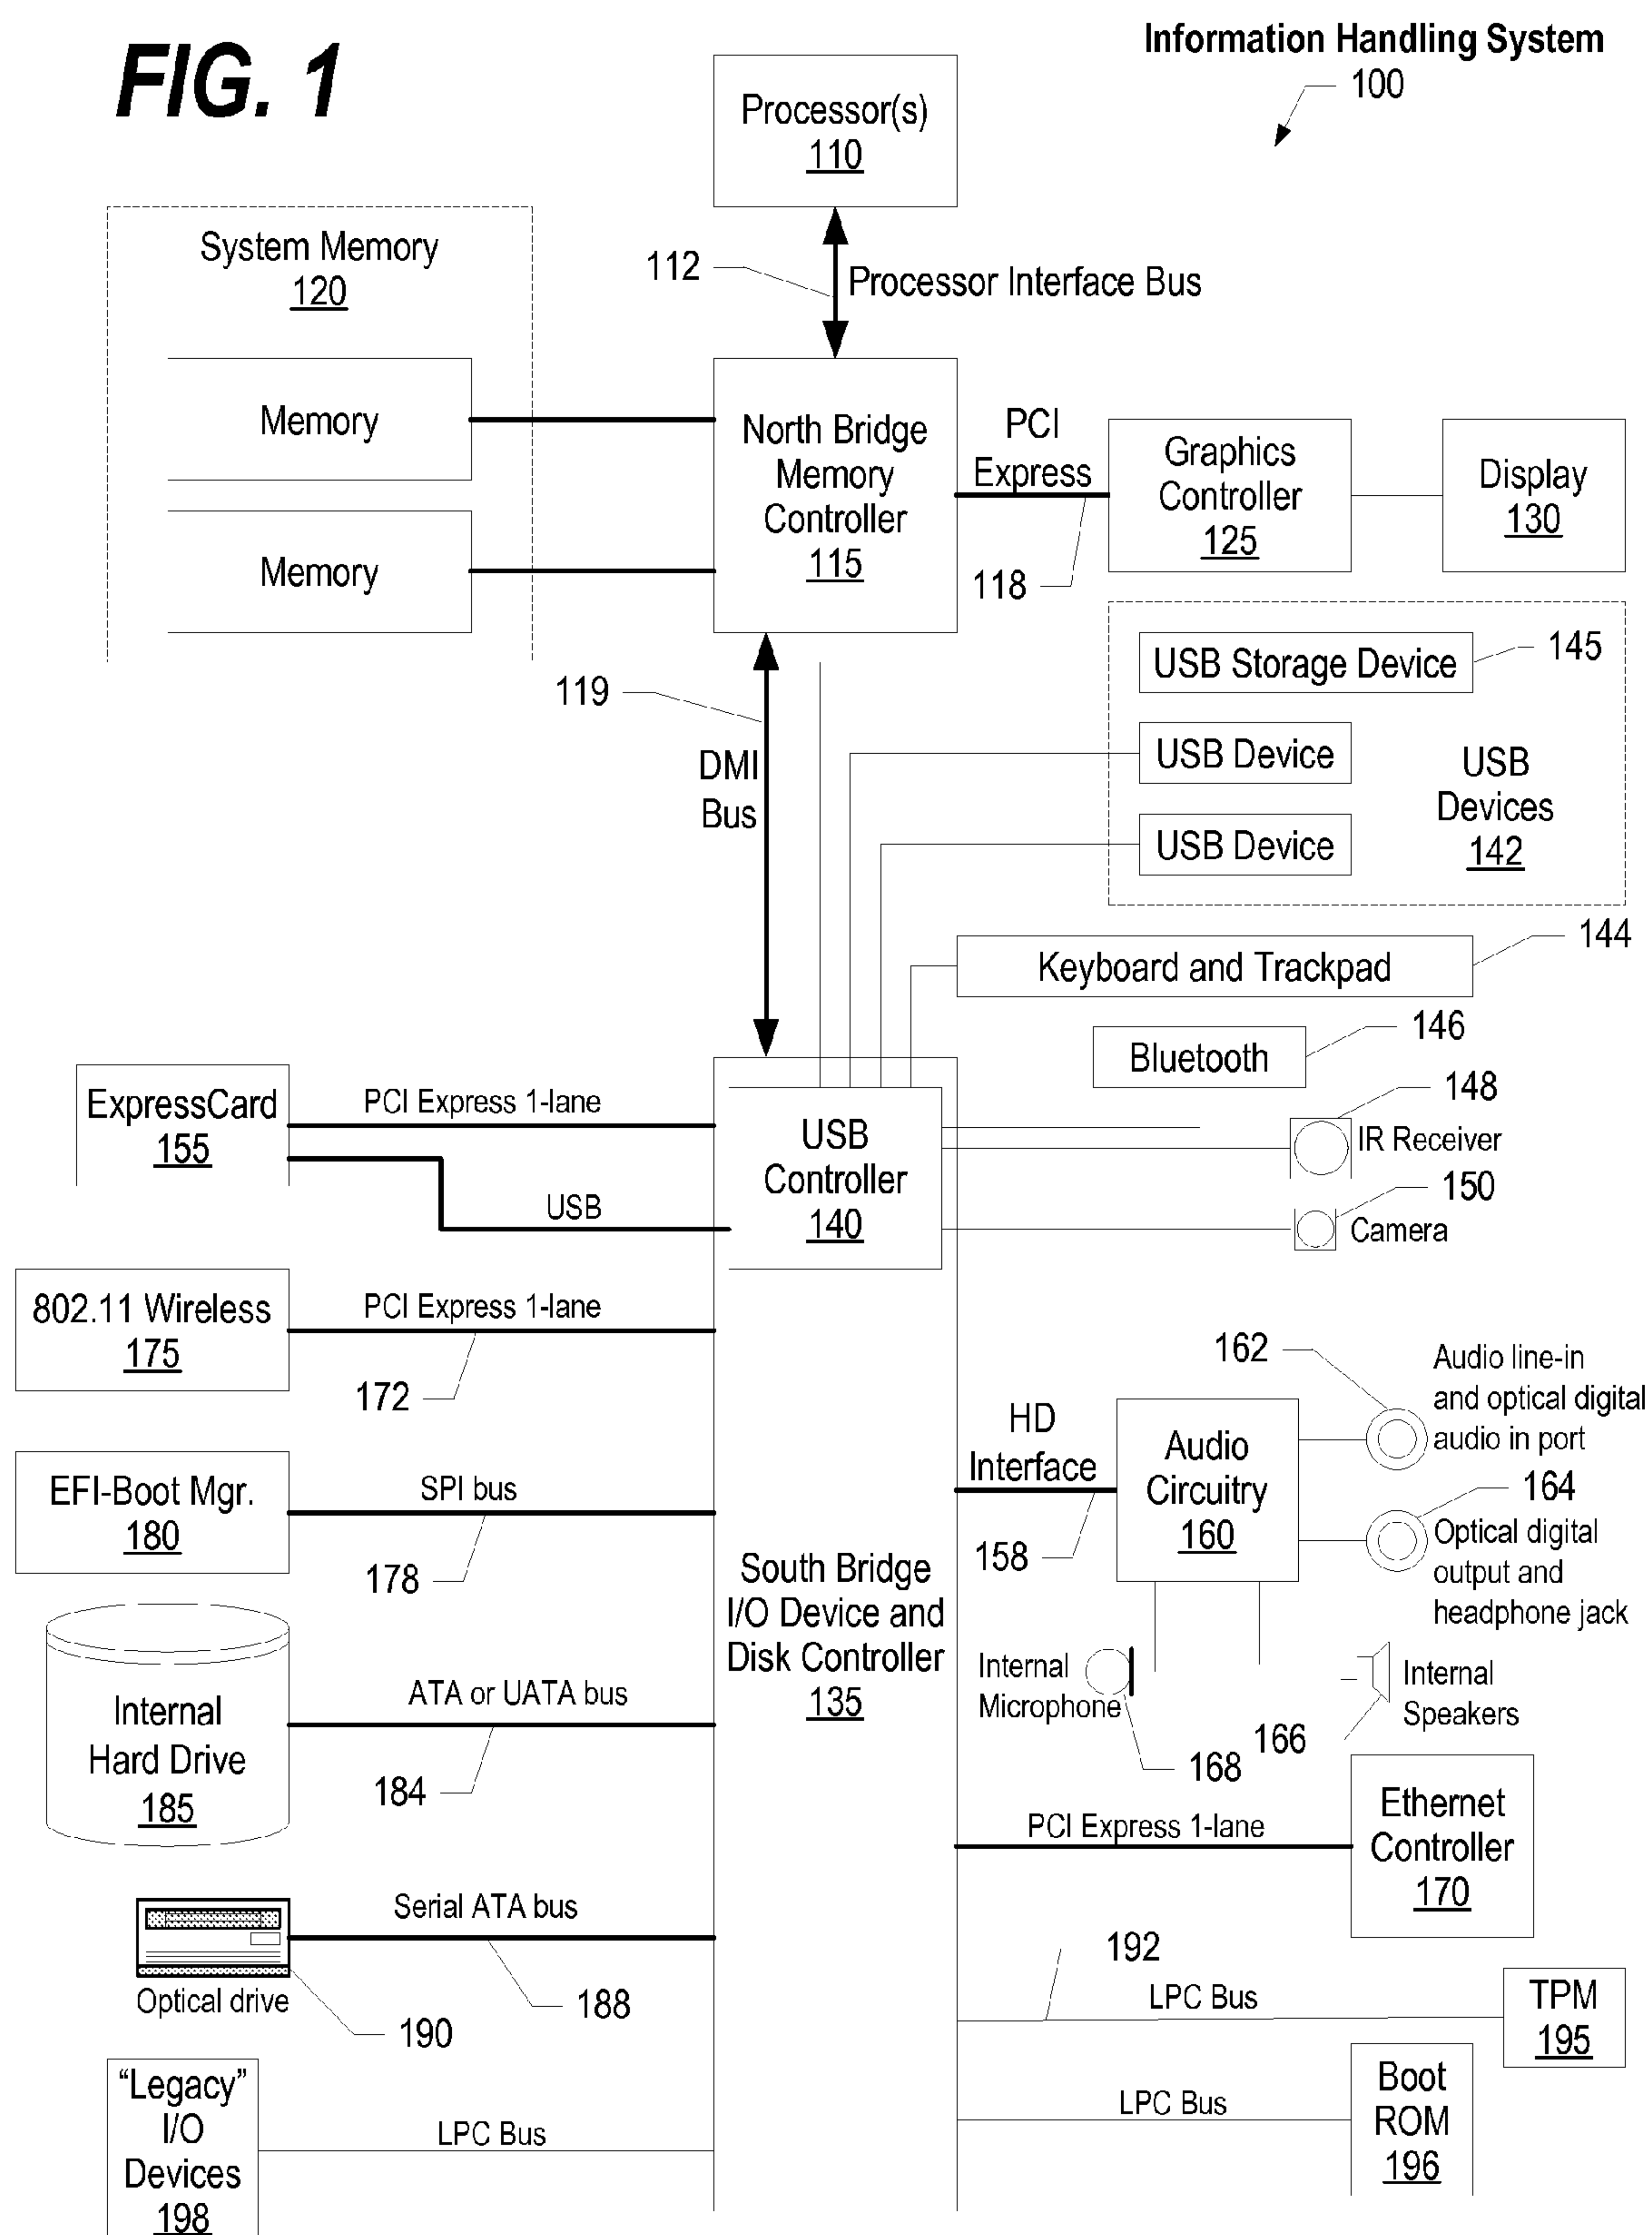 FIG. 1
Information Handling System
100
Processor(s)
110
System Memory
120
112
Processor Interface Bus
Memory
Memory
North Bridge
Memory
Controller
115
PCI
Express
118
Graphics
Controller
125
Display
130
119
DMI
Bus
USB Storage Device
145
USB Device
USB Device
USB
Devices
142
144
Keyboard and Trackpad
146
Bluetooth
148
IR Receiver
150
Camera
ExpressCard
155
PCI Express 1-lane
USB
USB
Controller
140
802.11 Wireless
175
PCI Express 1-lane
172
162
Audio line-in
and optical digital
audio in port
HD
Interface
158
Audio
Circuitry
160
164
Optical digital
output and
headphone jack
EFI-Boot Mgr.
180
SPI bus
178
South Bridge
I/O Device and
Disk Controller
135
Internal
Microphone
168
166
Internal
Speakers
Internal
Hard Drive
185
ATA or UATA bus
184
PCI Express 1-lane
Ethernet
Controller
170
Serial ATA bus
188
Optical drive
190
192
LPC Bus
TPM
195
"Legacy"
I/O
Devices
198
LPC Bus
LPC Bus
Boot
ROM
196